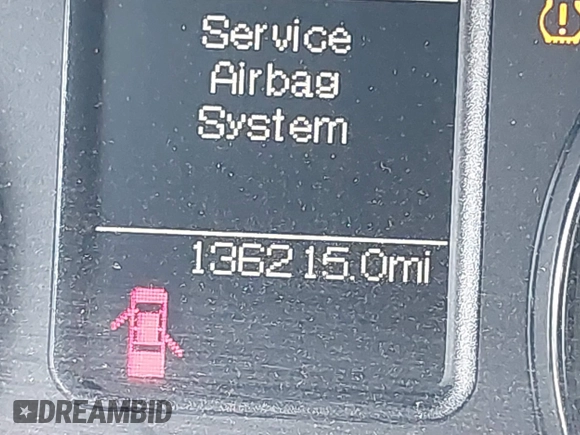 Service
Airbag
System
136215.0mi
DREAMBID